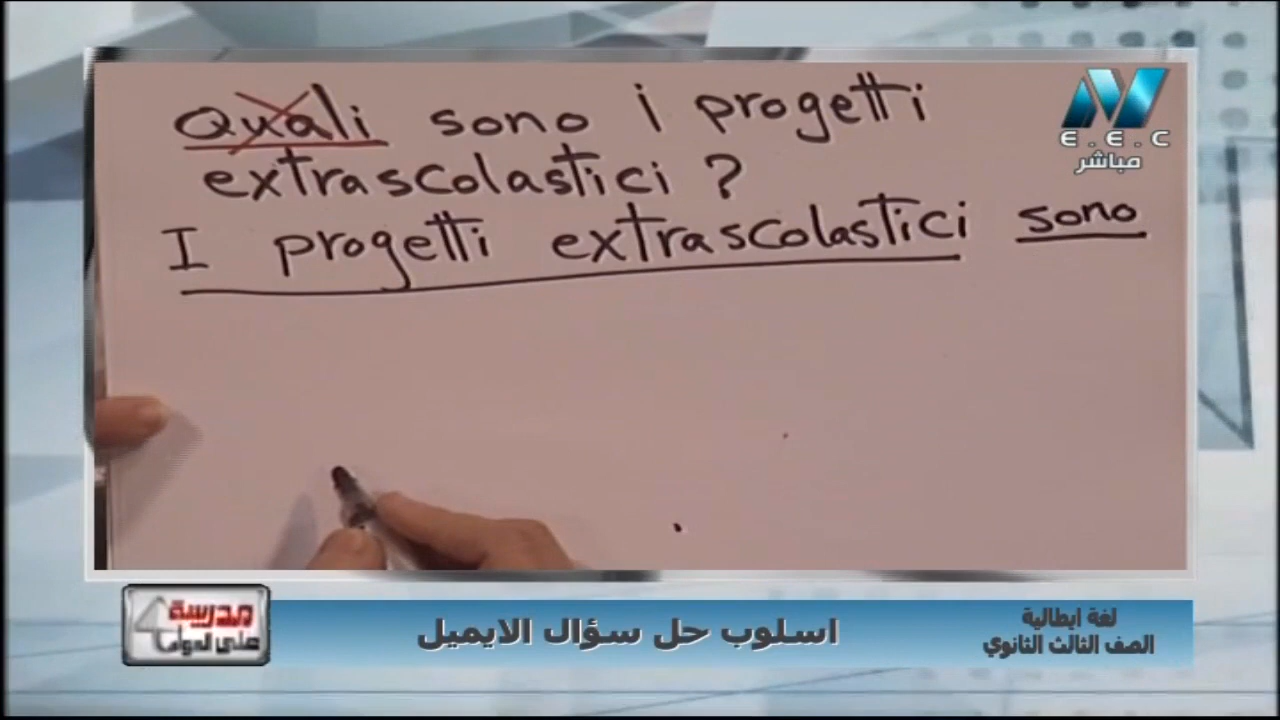 Quali sono i progetti
extrascolastici ?
I progetti extrascolastici sono
E.E.C
مباشر
مدرسة
على الهواء
اسلوب حل سؤال الايميل
لغة ايطالية
الصف الثالث الثانوي